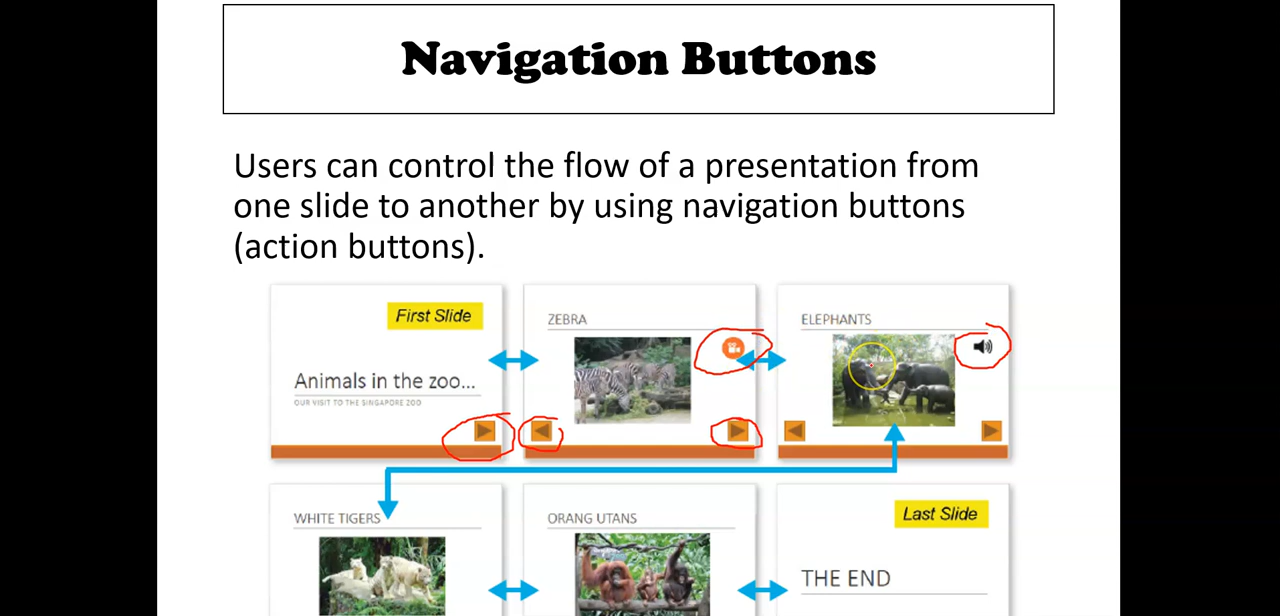 Navigation Buttons
Users can control the flow of a presentation from
one slide to another by using navigation buttons
(action buttons).
First Slide
Animals in the zoo...
OUR VISIT TO THE SINGAPORE ZOO
ZEBRA
ELEPHANTS
WHITE TIGERS
ORANG UTANS
Last Slide
THE END